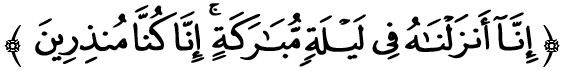 ﴿ إِنَّآ أَنزَلْنَٰهُ فِى لَيْلَةٍ مُّبَٰرَكَةٍ ۚ إِنَّا كُنَّا مُنذِرِينَ ﴾